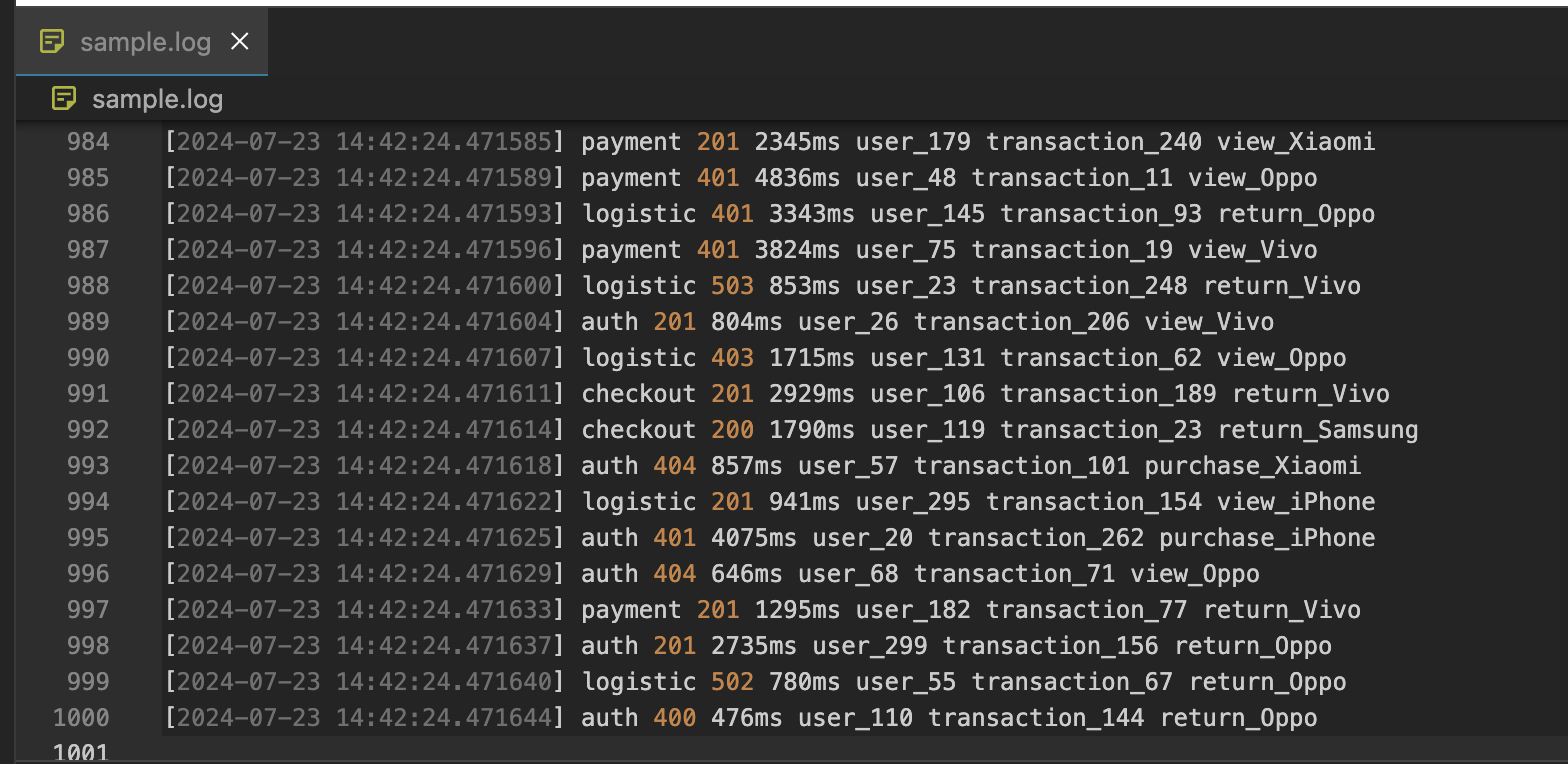 sample.log
sample.log
984 [2024-07-23 14:42:24.471585] payment 201 2345ms user_179 transaction_240 view_Xiaomi
985 [2024-07-23 14:42:24.471589] payment 401 4836ms user_48 transaction_11 view_Oppo
986 [2024-07-23 14:42:24.471593] logistic 401 3343ms user_145 transaction_93 return_Oppo
987 [2024-07-23 14:42:24.471596] payment 401 3824ms user_75 transaction_19 view_Vivo
988 [2024-07-23 14:42:24.471600] logistic 503 853ms user_23 transaction_248 return_Vivo
989 [2024-07-23 14:42:24.471604] auth 201 804ms user_26 transaction_206 view_Vivo
990 [2024-07-23 14:42:24.471607] logistic 403 1715ms user_131 transaction_62 view_Oppo
991 [2024-07-23 14:42:24.471611] checkout 201 2929ms user_106 transaction_189 return_Vivo
992 [2024-07-23 14:42:24.471614] checkout 200 1790ms user_119 transaction_23 return_Samsung
993 [2024-07-23 14:42:24.471618] auth 404 857ms user_57 transaction_101 purchase_Xiaomi
994 [2024-07-23 14:42:24.471622] logistic 201 941ms user_295 transaction_154 view_iPhone
995 [2024-07-23 14:42:24.471625] auth 401 4075ms user_20 transaction_262 purchase_iPhone
996 [2024-07-23 14:42:24.471629] auth 404 646ms user_68 transaction_71 view_Oppo
997 [2024-07-23 14:42:24.471633] payment 201 1295ms user_182 transaction_77 return_Vivo
998 [2024-07-23 14:42:24.471637] auth 201 2735ms user_299 transaction_156 return_Oppo
999 [2024-07-23 14:42:24.471640] logistic 502 780ms user_55 transaction_67 return_Oppo
1000 [2024-07-23 14:42:24.471644] auth 400 476ms user_110 transaction_144 return_Oppo
1001